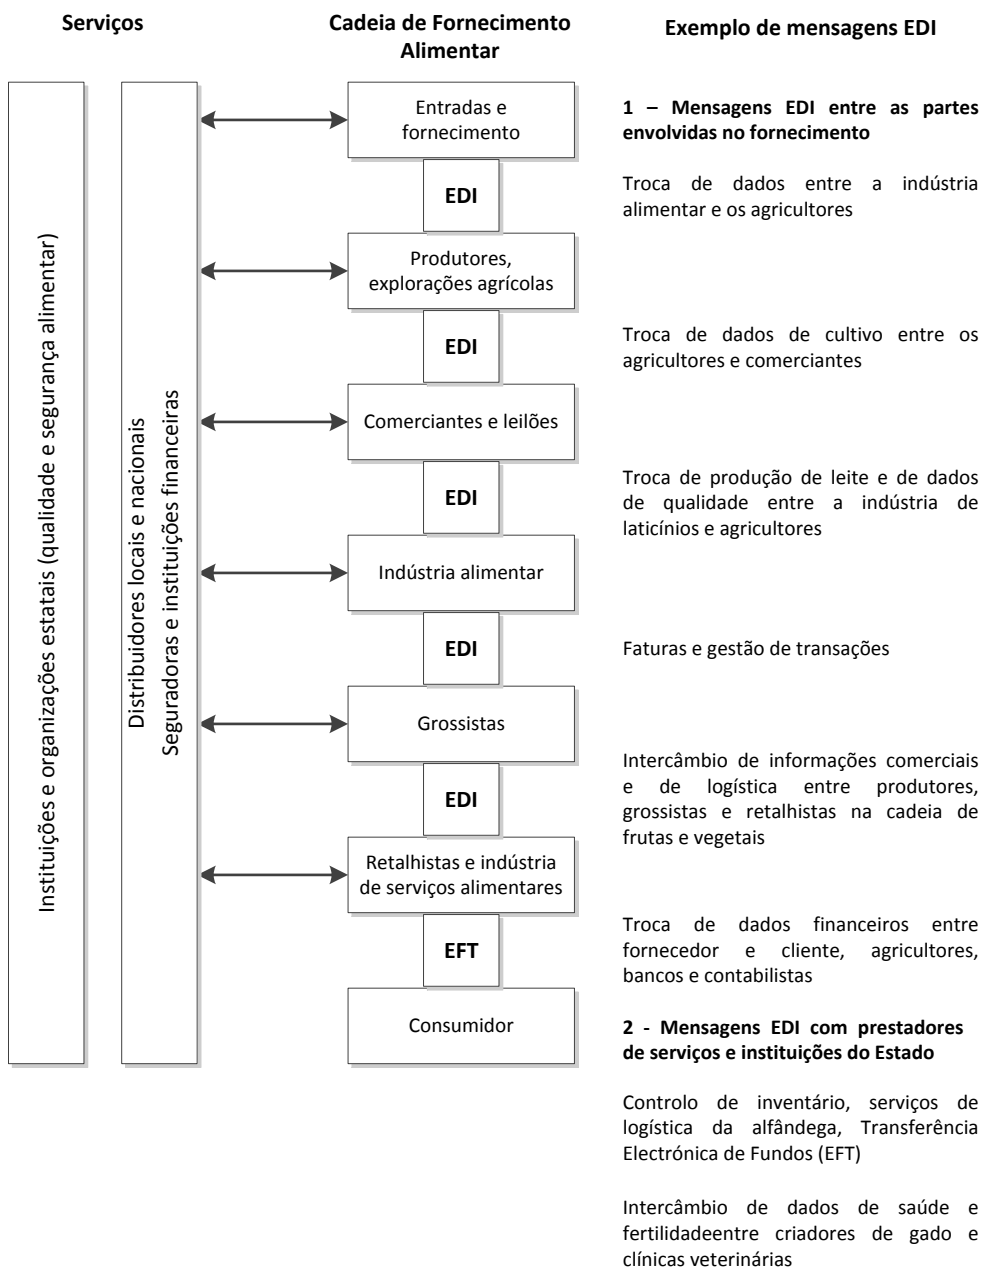 Serviços
Cadeia de Fornecimento
Alimentar
Exemplo de mensagens EDI
Instituições e organizações estatais (qualidade e segurança alimentar)
Distribuidores locais e nacionais
Seguradoras e instituições financeiras
Entradas e
fornecimento
EDI
Produtores,
explorações agrícolas
EDI
Comerciantes e leilões
EDI
Indústria alimentar
EDI
Grossistas
EDI
Retalhistas e indústria
de serviços alimentares
EFT
Consumidor
1 – Mensagens EDI entre as partes
envolvidas no fornecimento
Troca de dados entre a indústria
alimentar e os agricultores
Troca de dados de cultivo entre os
agricultores e comerciantes
Troca de produção de leite e de dados
de qualidade entre a indústria de
laticínios e agricultores
Faturas e gestão de transações
Intercâmbio de informações comerciais
e de logística entre produtores,
grossistas e retalhistas na cadeia de
frutas e vegetais
Troca de dados financeiros entre
fornecedor e cliente, agricultores,
bancos e contabilistas
2 - Mensagens EDI com prestadores
de serviços e instituições do Estado
Controlo de inventário, serviços de
logística da alfândega, Transferência
Electrónica de Fundos (EFT)
Intercâmbio de dados de saúde e
fertilidadeentre criadores de gado e
clínicas veterinárias